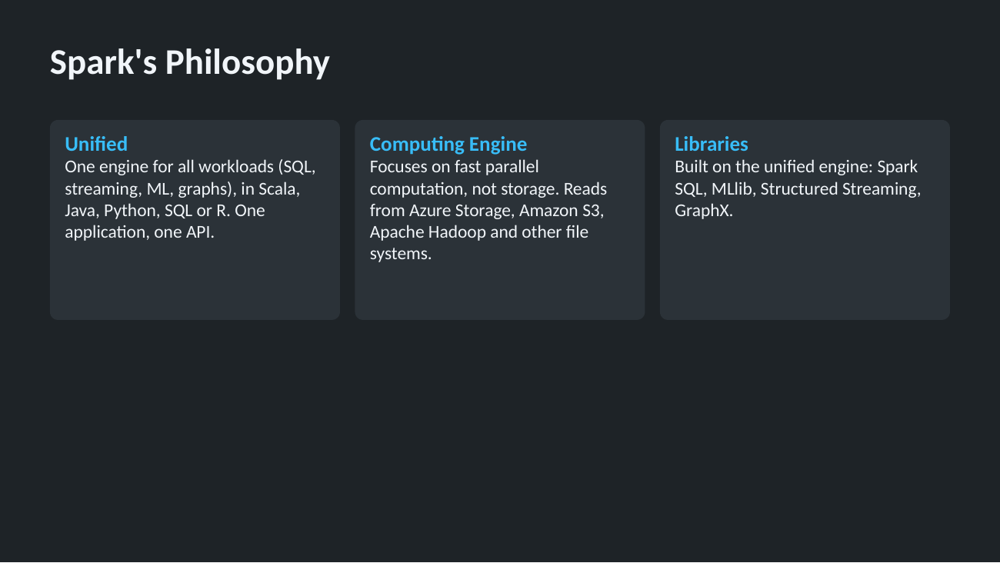 Spark's Philosophy
Unified
One engine for all workloads (SQL,
streaming, ML, graphs), in Scala,
Java, Python, SQL or R. One
application, one API.
Computing Engine
Focuses on fast parallel
computation, not storage. Reads
from Azure Storage, Amazon S3,
Apache Hadoop and other file
systems.
Libraries
Built on the unified engine: Spark
SQL, MLlib, Structured Streaming,
GraphX.